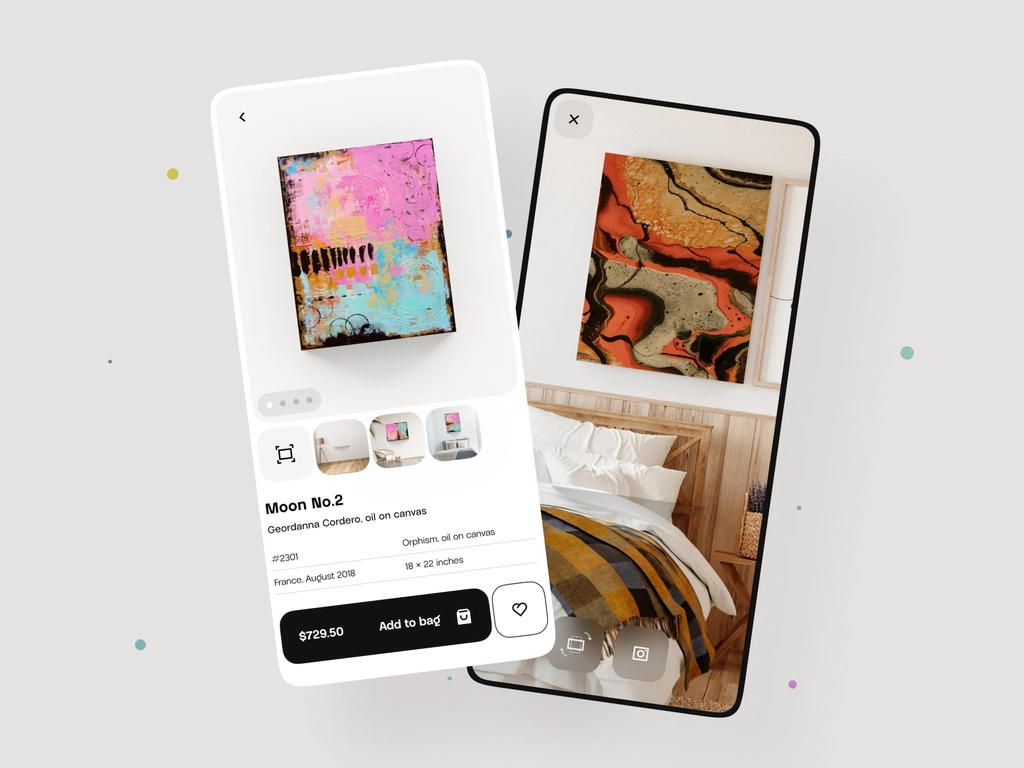 Moon No.2
Geordanna Cordero. oil on canvas
#2301
Orphism. oil on canvas
France. August 2018
18 × 22 inches
$729.50
Add to bag